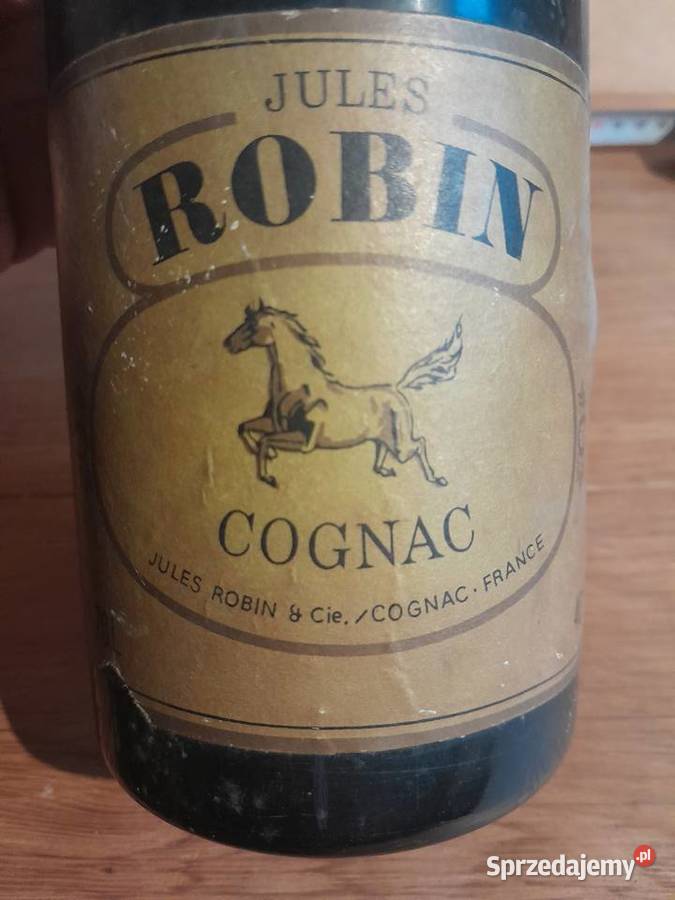 JULES
ROBIN
COGNAC
JULES ROBIN & Cie. / COGNAC · FRANCE
Sprzedajemy.pl